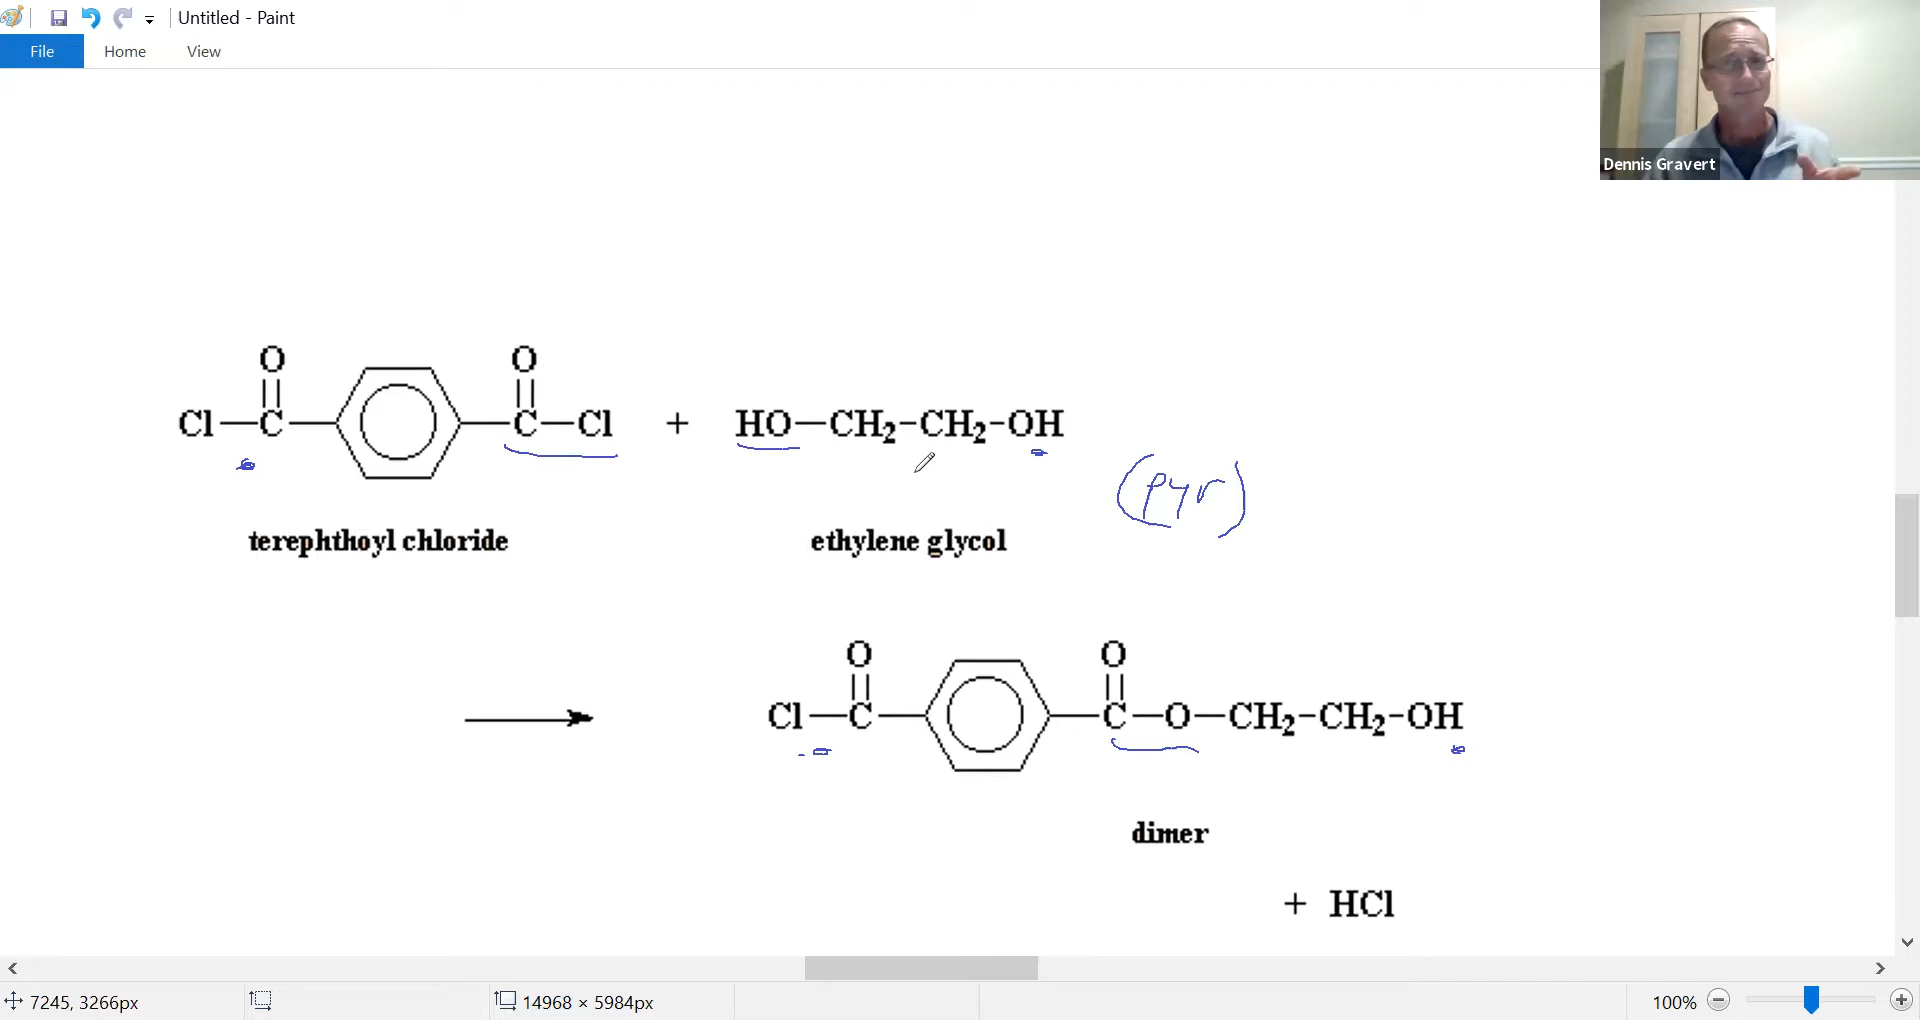 Untitled - Paint
File Home View
Dennis Gravert
O O
Cl C C Cl + HO—CH2-CH2-OH
(pyr)
terephthoyl chloride ethylene glycol
O O
Cl C C—O—CH2-CH2-OH
dimer
+ HCl
7245, 3266px 14968 × 5984px 100%